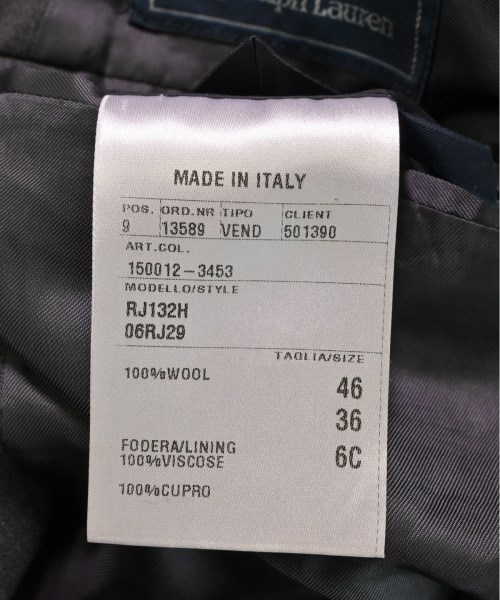 Ralph Lauren
MADE IN ITALY
POS. ORD.NR TIPO CLIENT
9 13589 VEND 501390
ART.COL.
150012-3453
MODELLO/STYLE
RJ132H
06RJ29
TAGLIA/SIZE
100%WOOL 46
36
FODERA/LINING 6C
100%VISCOSE
100%CUPRO